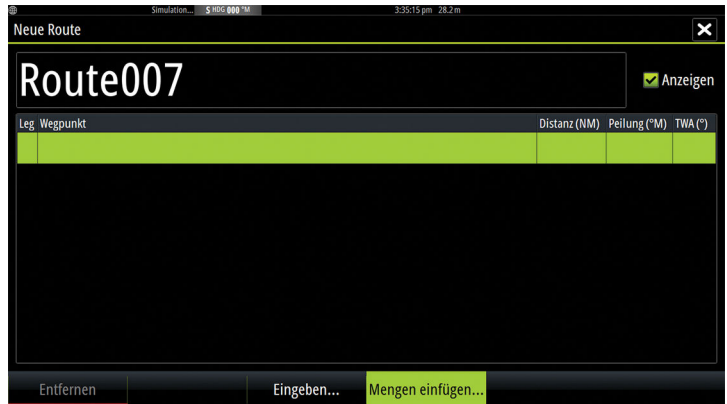 Simulation... S HDG 000 °M 3:35:15 pm 28.2 m
Neue Route
Route007
Anzeigen
Leg Wegpunkt Distanz (NM) Peilung (°M) TWA (°)
Entfernen Eingeben... Mengen einfügen...